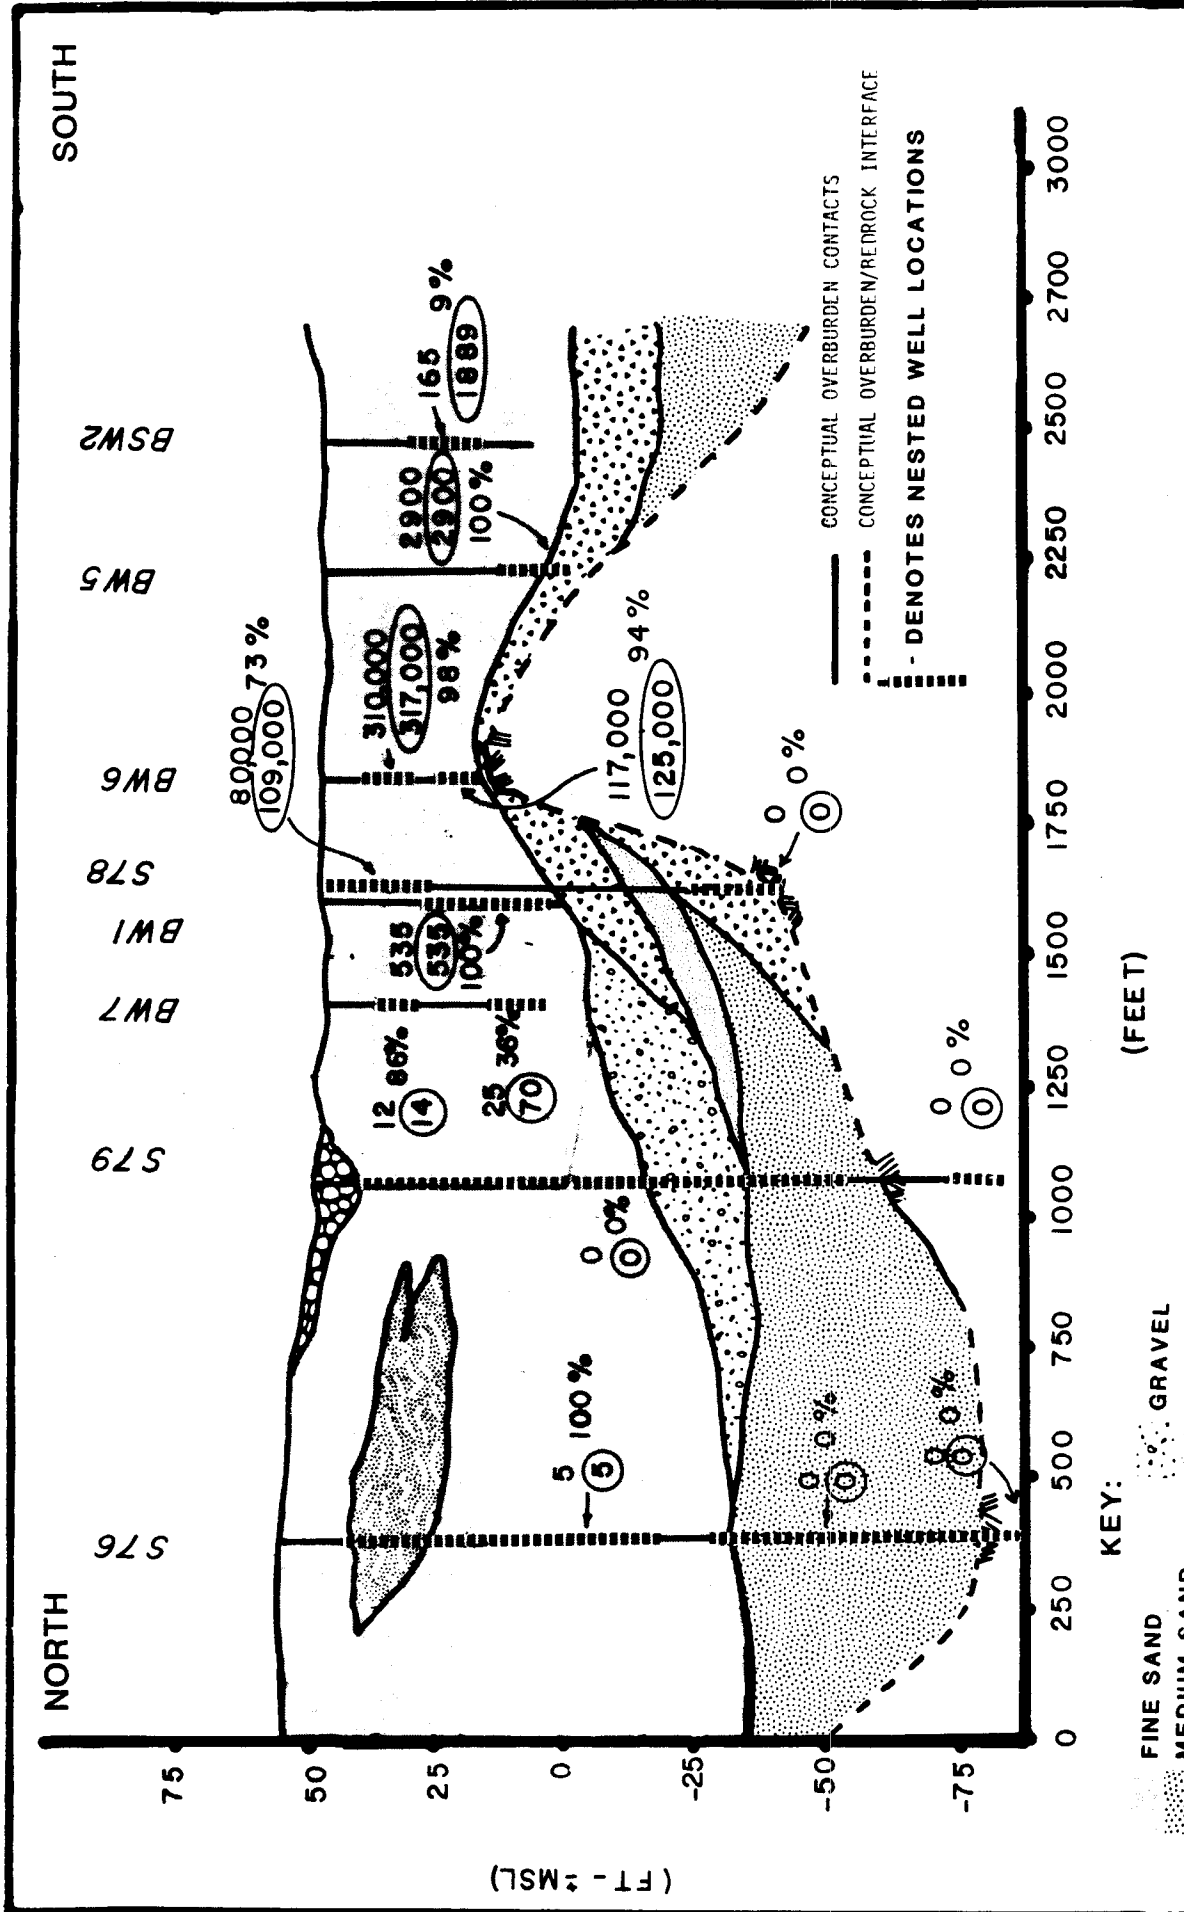 NORTH
SOUTH
S76
S79
BW7
BW1
S78
BW6
BW5
BSW2
80000 73%
109,000
310,000
317,000
98%
2900
2900
100%
165 9%
1889
535
535
100%
12 86%
14
25 36%
70
117,000 94%
125,000
5 100%
5
0 0%
0
0 0%
0
0 0%
0
0 0%
0
0 0%
0
75
50
25
0
-25
-50
-75
(FT - ± MSL)
0 250 500 750 1000 1250 1500 1750 2000 2250 2500 2700 3000
(FEET)
CONCEPTUAL OVERBURDEN CONTACTS
CONCEPTUAL OVERBURDEN/BEDROCK INTERFACE
- DENOTES NESTED WELL LOCATIONS
KEY:
FINE SAND
MEDIUM SAND
GRAVEL